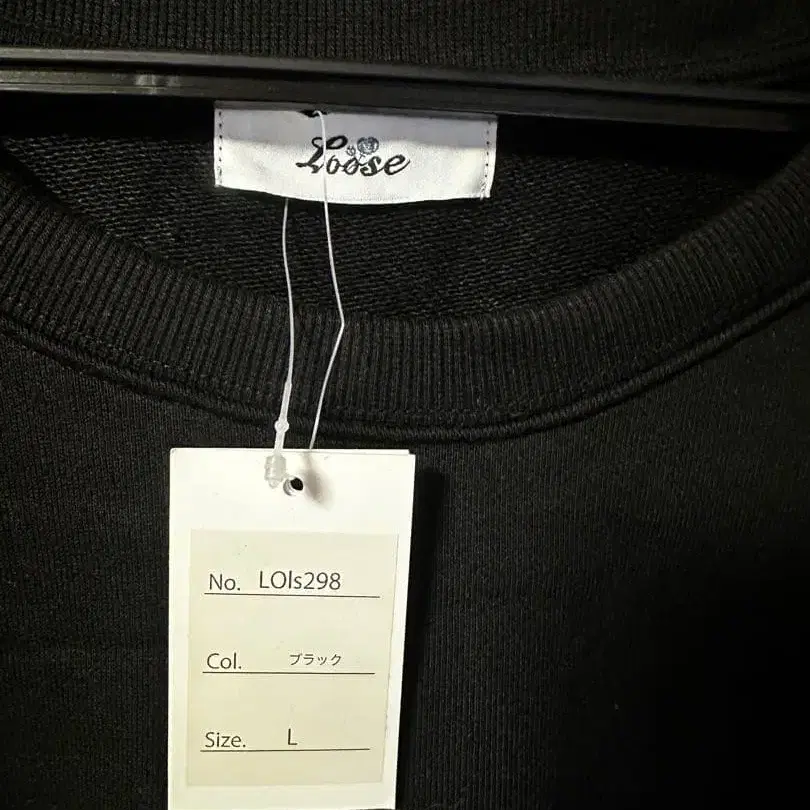 Loose
No. LOls298
Col. ブラック
Size. L